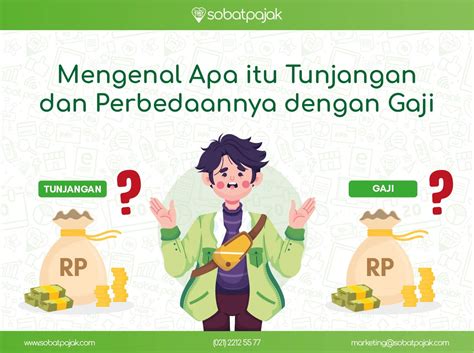 sobatpajak
Mengenal Apa itu Tunjangan
dan Perbedaannya dengan Gaji
TUNJANGAN
?
GAJI
?
RP
RP
www.sobatpajak.com
(021) 2212 55 77
marketing@sobatpajak.com